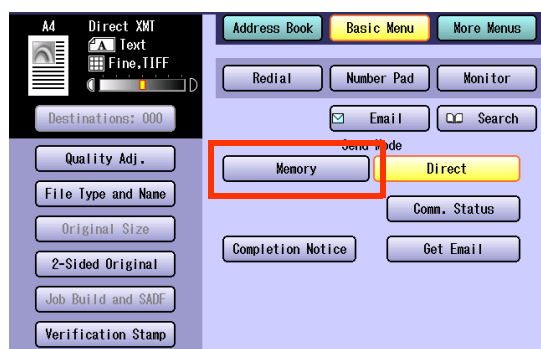 A4 Direct XMT
A Text
Fine,TIFF
D
Destinations: 000
Quality Adj.
File Type and Name
Original Size
2-Sided Original
Job Build and SADF
Verification Stamp
Address Book Basic Menu More Menus
Redial Number Pad Monitor
Email Search
Send Mode
Memory Direct
Comm. Status
Completion Notice Get Email